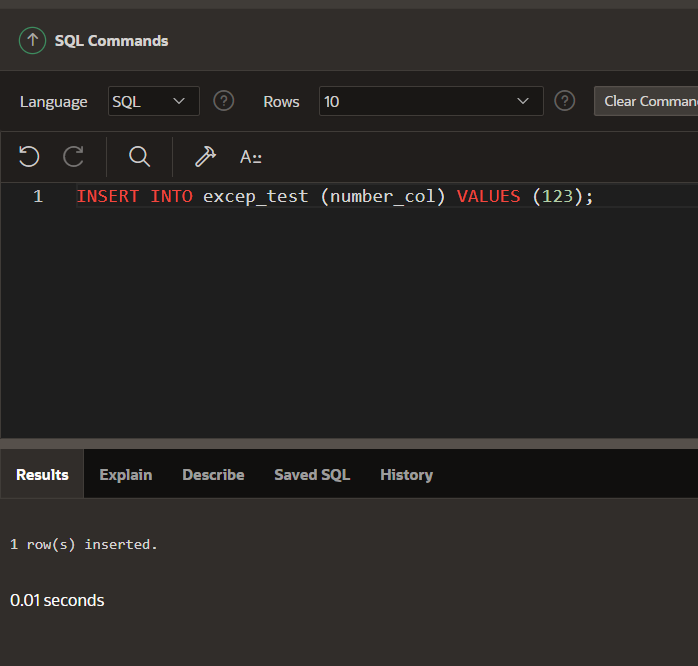 SQL Commands
Language SQL ? Rows 10 ? Clear Comman
A::
1 INSERT INTO excep_test (number_col) VALUES (123);
Results Explain Describe Saved SQL History
1 row(s) inserted.
0.01 seconds